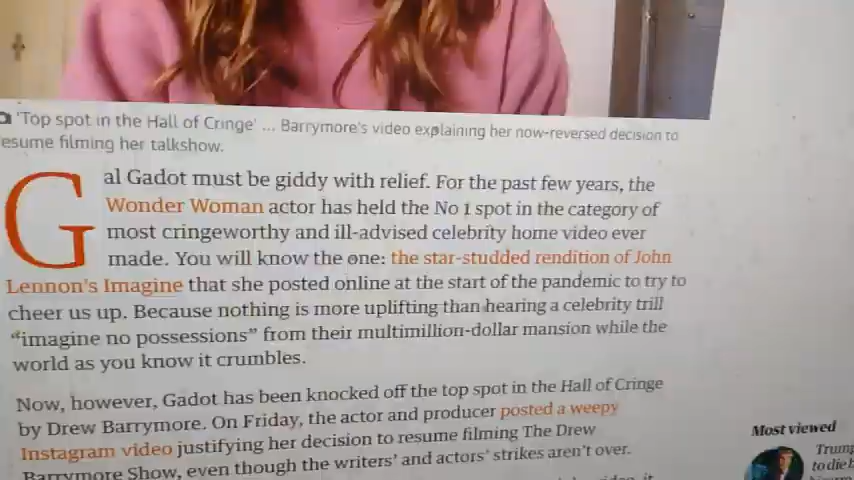 'Top spot in the Hall of Cringe' ... Barrymore's video explaining her now-reversed decision to
esume filming her talkshow.
Gal Gadot must be giddy with relief. For the past few years, the
Wonder Woman actor has held the No 1 spot in the category of
most cringeworthy and ill-advised celebrity home video ever
made. You will know the one: the star-studded rendition of John
Lennon's Imagine that she posted online at the start of the pandemic to try to
cheer us up. Because nothing is more uplifting than hearing a celebrity trill
“imagine no possessions” from their multimillion-dollar mansion while the
world as you know it crumbles.
Now, however, Gadot has been knocked off the top spot in the Hall of Cringe
by Drew Barrymore. On Friday, the actor and producer posted a weepy
Instagram video justifying her decision to resume filming The Drew
Barrymore Show, even though the writers' and actors' strikes aren't over.
Most viewed
Trump
to die b